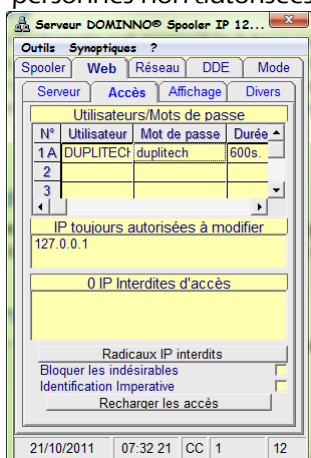 personnes non autorisées
Serveur DOMINNO® Spooler IP 12...
Outils Synoptiques ?
Spooler Web Réseau DDE Mode
Serveur Accès Affichage Divers
Utilisateurs/Mots de passe
N° Utilisateur Mot de passe Durée
1 A DUPLITECH duplitech 600s.
2
3
IP toujours autorisées à modifier
127.0.0.1
0 IP Interdites d'accès
Radicaux IP interdits
Bloquer les indésirables
Identification Imperative
Recharger les accès
21/10/2011 07:32 21 CC 1 12